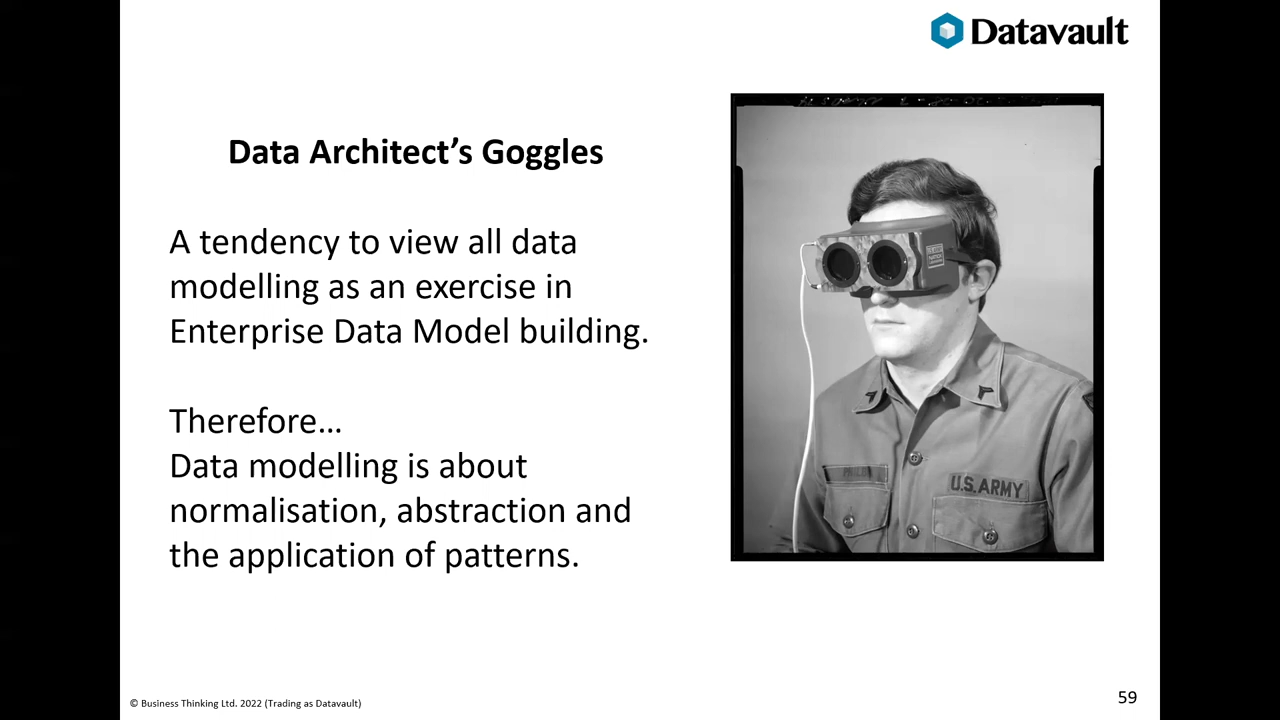 Datavault
Data Architect’s Goggles
A tendency to view all data
modelling as an exercise in
Enterprise Data Model building.
Therefore…
Data modelling is about
normalisation, abstraction and
the application of patterns.
U.S. ARMY
© Business Thinking Ltd. 2022 (Trading as Datavault)
59